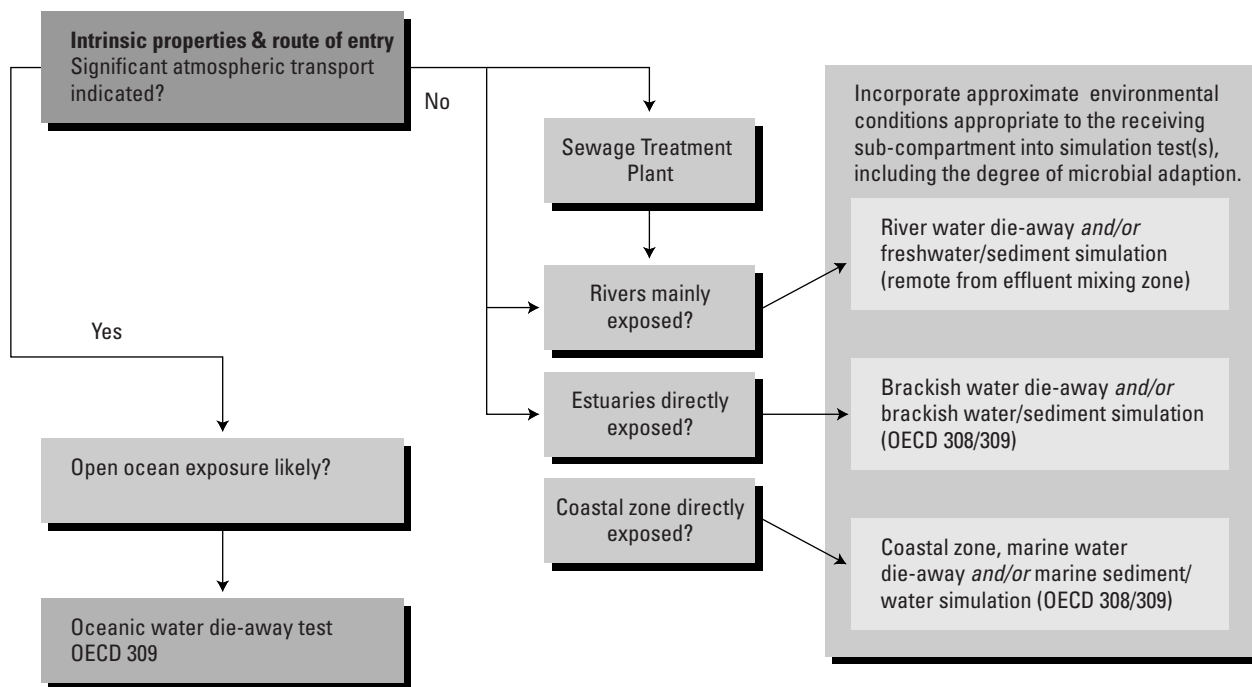 Intrinsic properties & route of entry
Significant atmospheric transport
indicated?
No
Yes
Open ocean exposure likely?
Oceanic water die-away test
OECD 309
Sewage Treatment
Plant
Rivers mainly
exposed?
Estuaries directly
exposed?
Coastal zone directly
exposed?
Incorporate approximate environmental
conditions appropriate to the receiving
sub-compartment into simulation test(s),
including the degree of microbial adaption.
River water die-away and/or
freshwater/sediment simulation
(remote from effluent mixing zone)
Brackish water die-away and/or
brackish water/sediment simulation
(OECD 308/309)
Coastal zone, marine water
die-away and/or marine sediment/
water simulation (OECD 308/309)